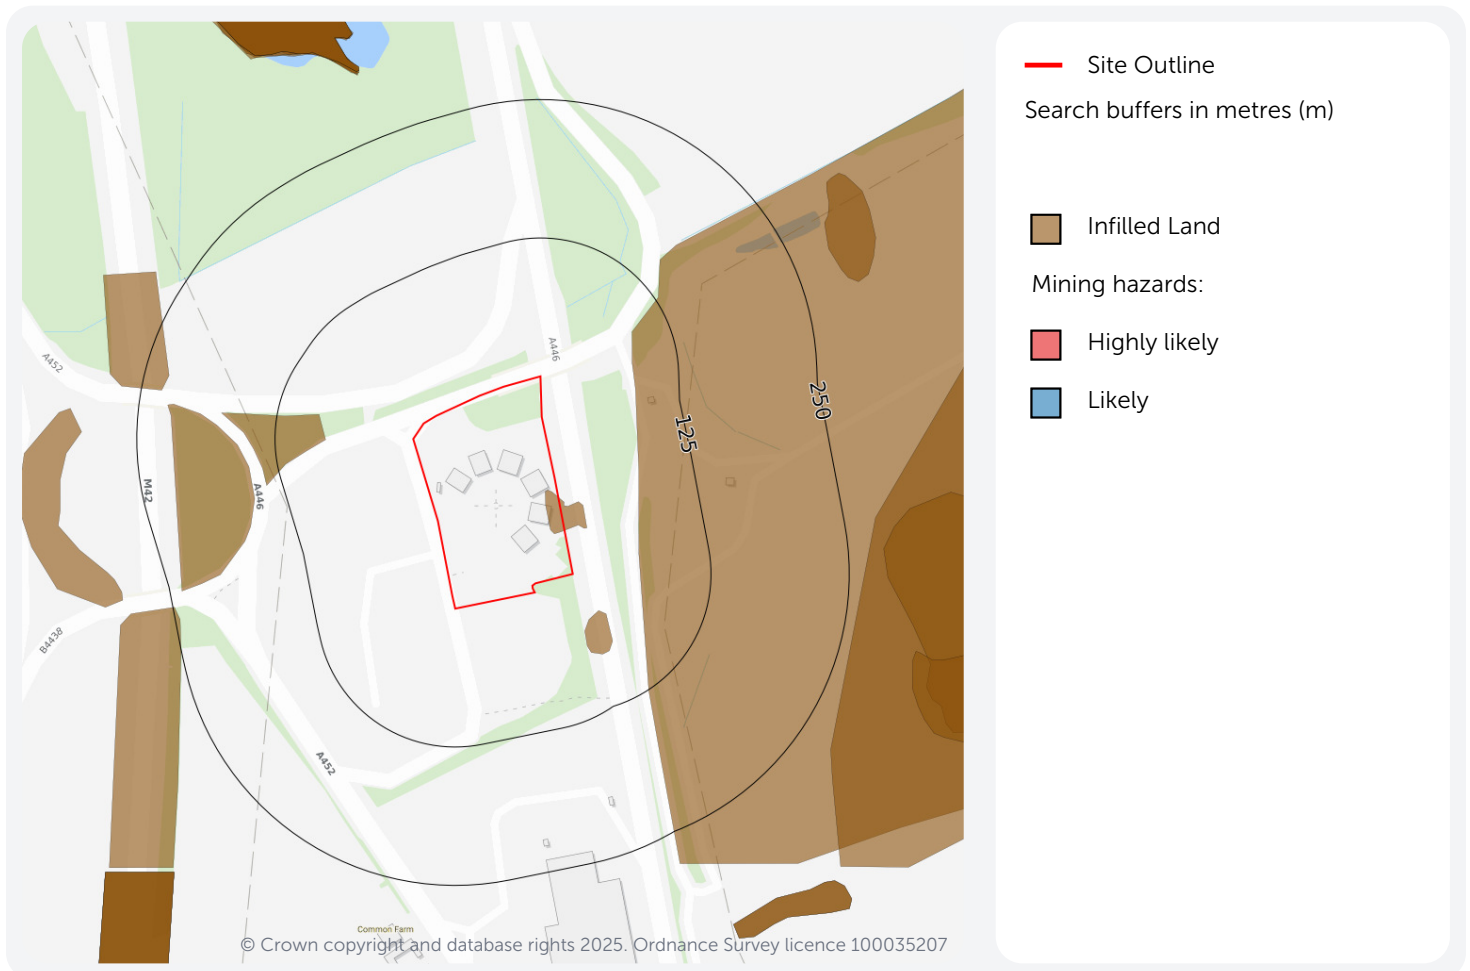 Site Outline
Search buffers in metres (m)
Infilled Land
Mining hazards:
Highly likely
Likely
A452
A446
250
125
M42
A446
B4438
A452
Common Farm
© Crown copyright and database rights 2025. Ordnance Survey licence 100035207